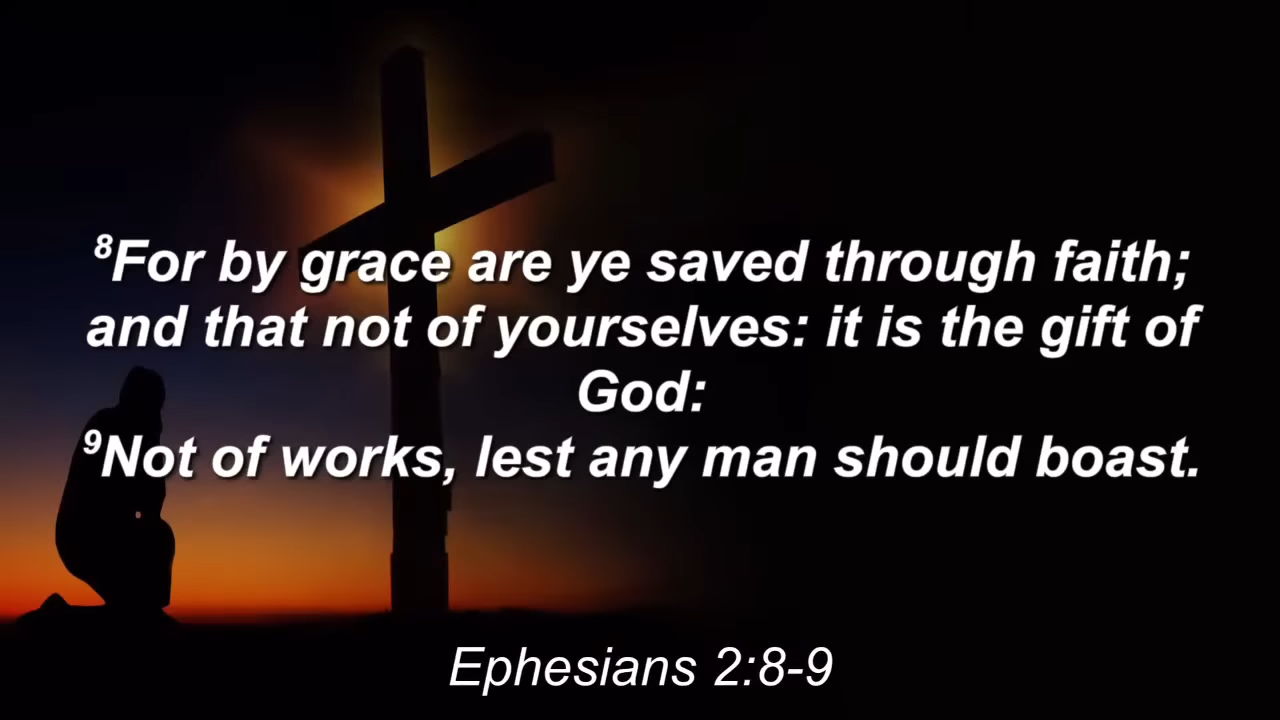 ⁸For by grace are ye saved through faith;
and that not of yourselves: it is the gift of
God:
⁹Not of works, lest any man should boast.
Ephesians 2:8-9